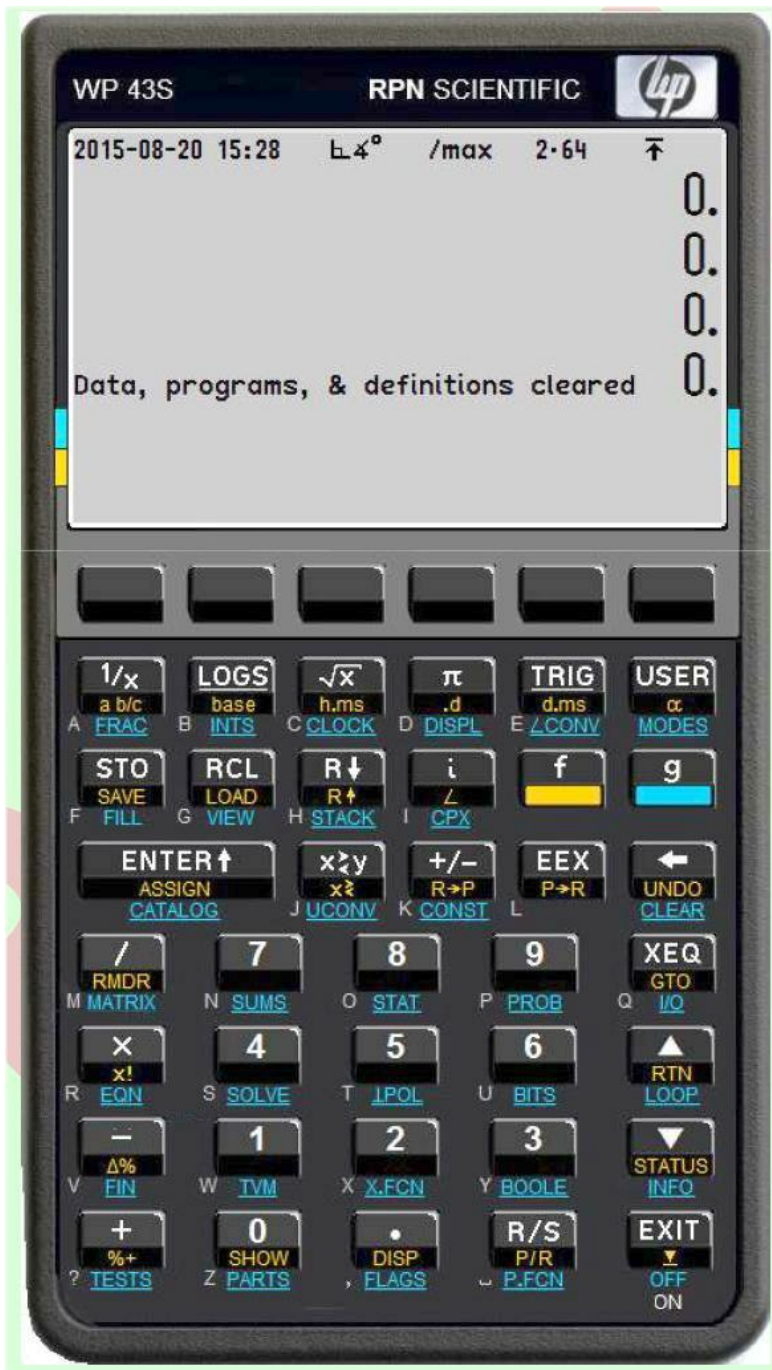 WP 43S RPN SCIENTIFIC hp
2015-08-20 15:28 ∟∡° /max 2·64 ⤒
0.
0.
0.
Data, programs, & definitions cleared 0.
1/x LOGS √x π TRIG USER
a b/c base h.ms .d d.ms α
A FRAC B INTS C CLOCK D DISPL E ∠CONV MODES
STO RCL R↓ i f g
SAVE LOAD R↑ ∠
F FILL G VIEW H STACK I CPX
ENTER↑ x≷y +/− EEX ←
ASSIGN x≷ R→P P→R UNDO
CATALOG J UCONV K CONST L CLEAR
/ 7 8 9 XEQ
RMDR GTO
M MATRIX N SUMS O STAT P PROB Q I/O
× 4 5 6 ▲
x! RTN
R EQN S SOLVE T ⊥POL U BITS LOOP
− 1 2 3 ▼
Δ% STATUS
V FIN W TVM X X.FCN Y BOOLE INFO
+ 0 . R/S EXIT
%+ SHOW DISP P/R
? TESTS Z PARTS , FLAGS ␣ P.FCN OFF
ON